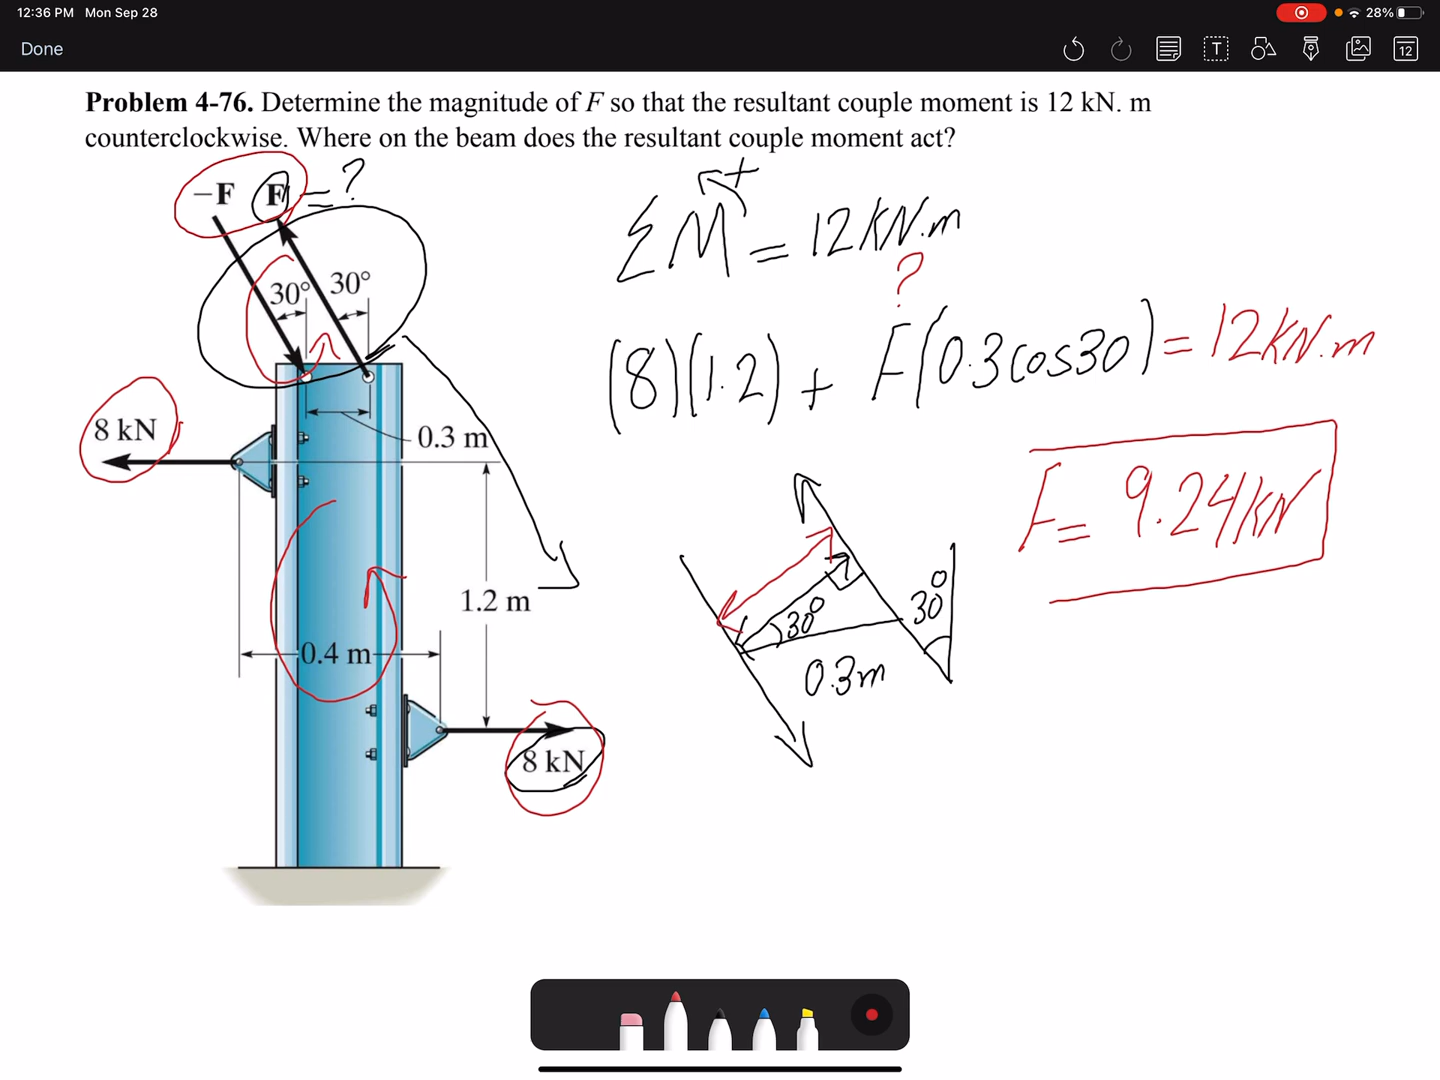 12:36 PM Mon Sep 28
28%
Done
T
12
Problem 4-76. Determine the magnitude of F so that the resultant couple moment is 12 kN. m
counterclockwise. Where on the beam does the resultant couple moment act?
−F F = ?
ΣM + = 12 kN.m
30° 30°
?
(8)(1.2) + F(0.3 cos30) = 12 kN.m
8 kN
0.3 m
F = 9.24 kN
1.2 m
30°
30°
0.4 m
0.3 m
8 kN